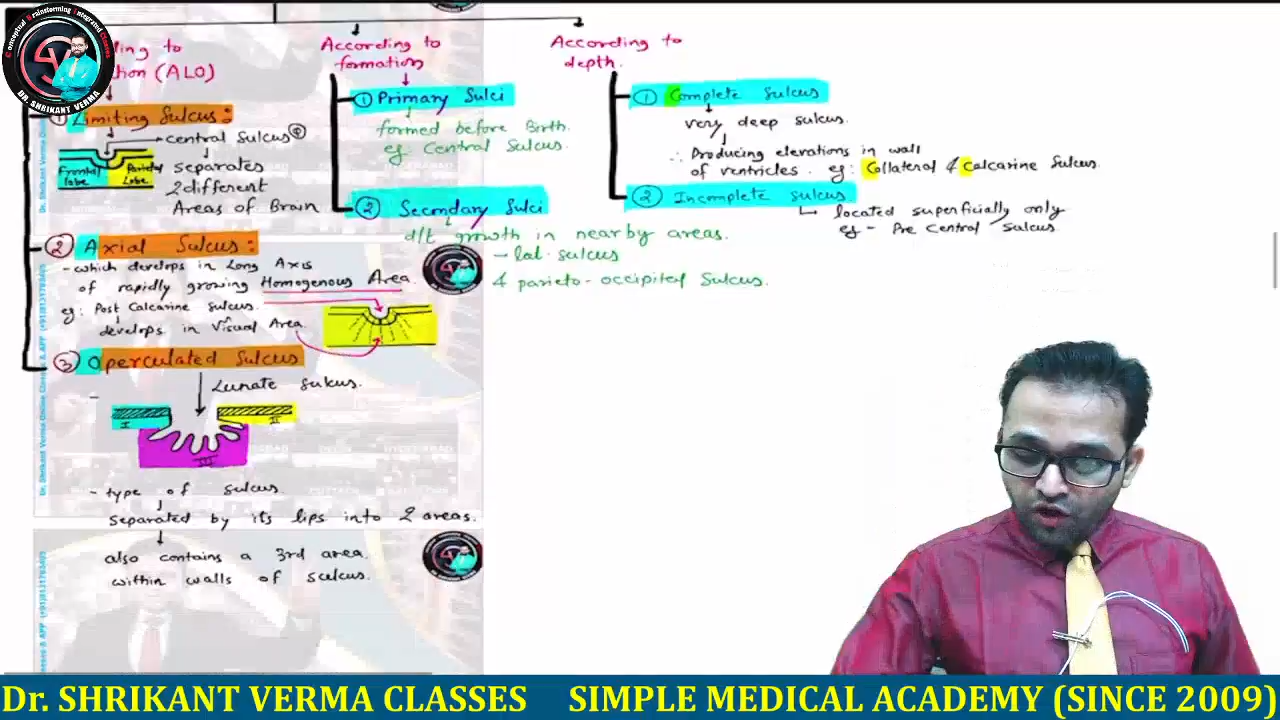 DR. SHRIKANT VERMA
ing to
tion (ALO)
① Limiting Sulcus:
central Sulcus
separates
2 different
Areas of Brain
Frontal lobe
Parietal Lobe
② Axial Sulcus:
- which develops in Long Axis
of rapidly growing Homogenous Area.
eg: Post Calcarine Sulcus.
develops in Visual Area.
③ Operculated Sulcus
Lunate Sulcus.
I
II
III
- type of sulcus.
separated by its lips into 2 areas.
also contains a 3rd area.
within walls of sulcus.
According to
formation
① Primary Sulci
formed before Birth.
eg: Central Sulcus.
② Secondary Sulci
d/t growth in nearby areas.
- lat. sulcus
& parieto-occipital Sulcus.
According to
depth.
① Complete Sulcus
very deep sulcus.
∴ Producing elevations in wall
of ventricles. eg: Collateral & Calcarine Sulcus.
② Incomplete sulcus
located superficially only
eg - Pre Central Sulcus.
Dr. SHRIKANT VERMA CLASSES SIMPLE MEDICAL ACADEMY (SINCE 2009)